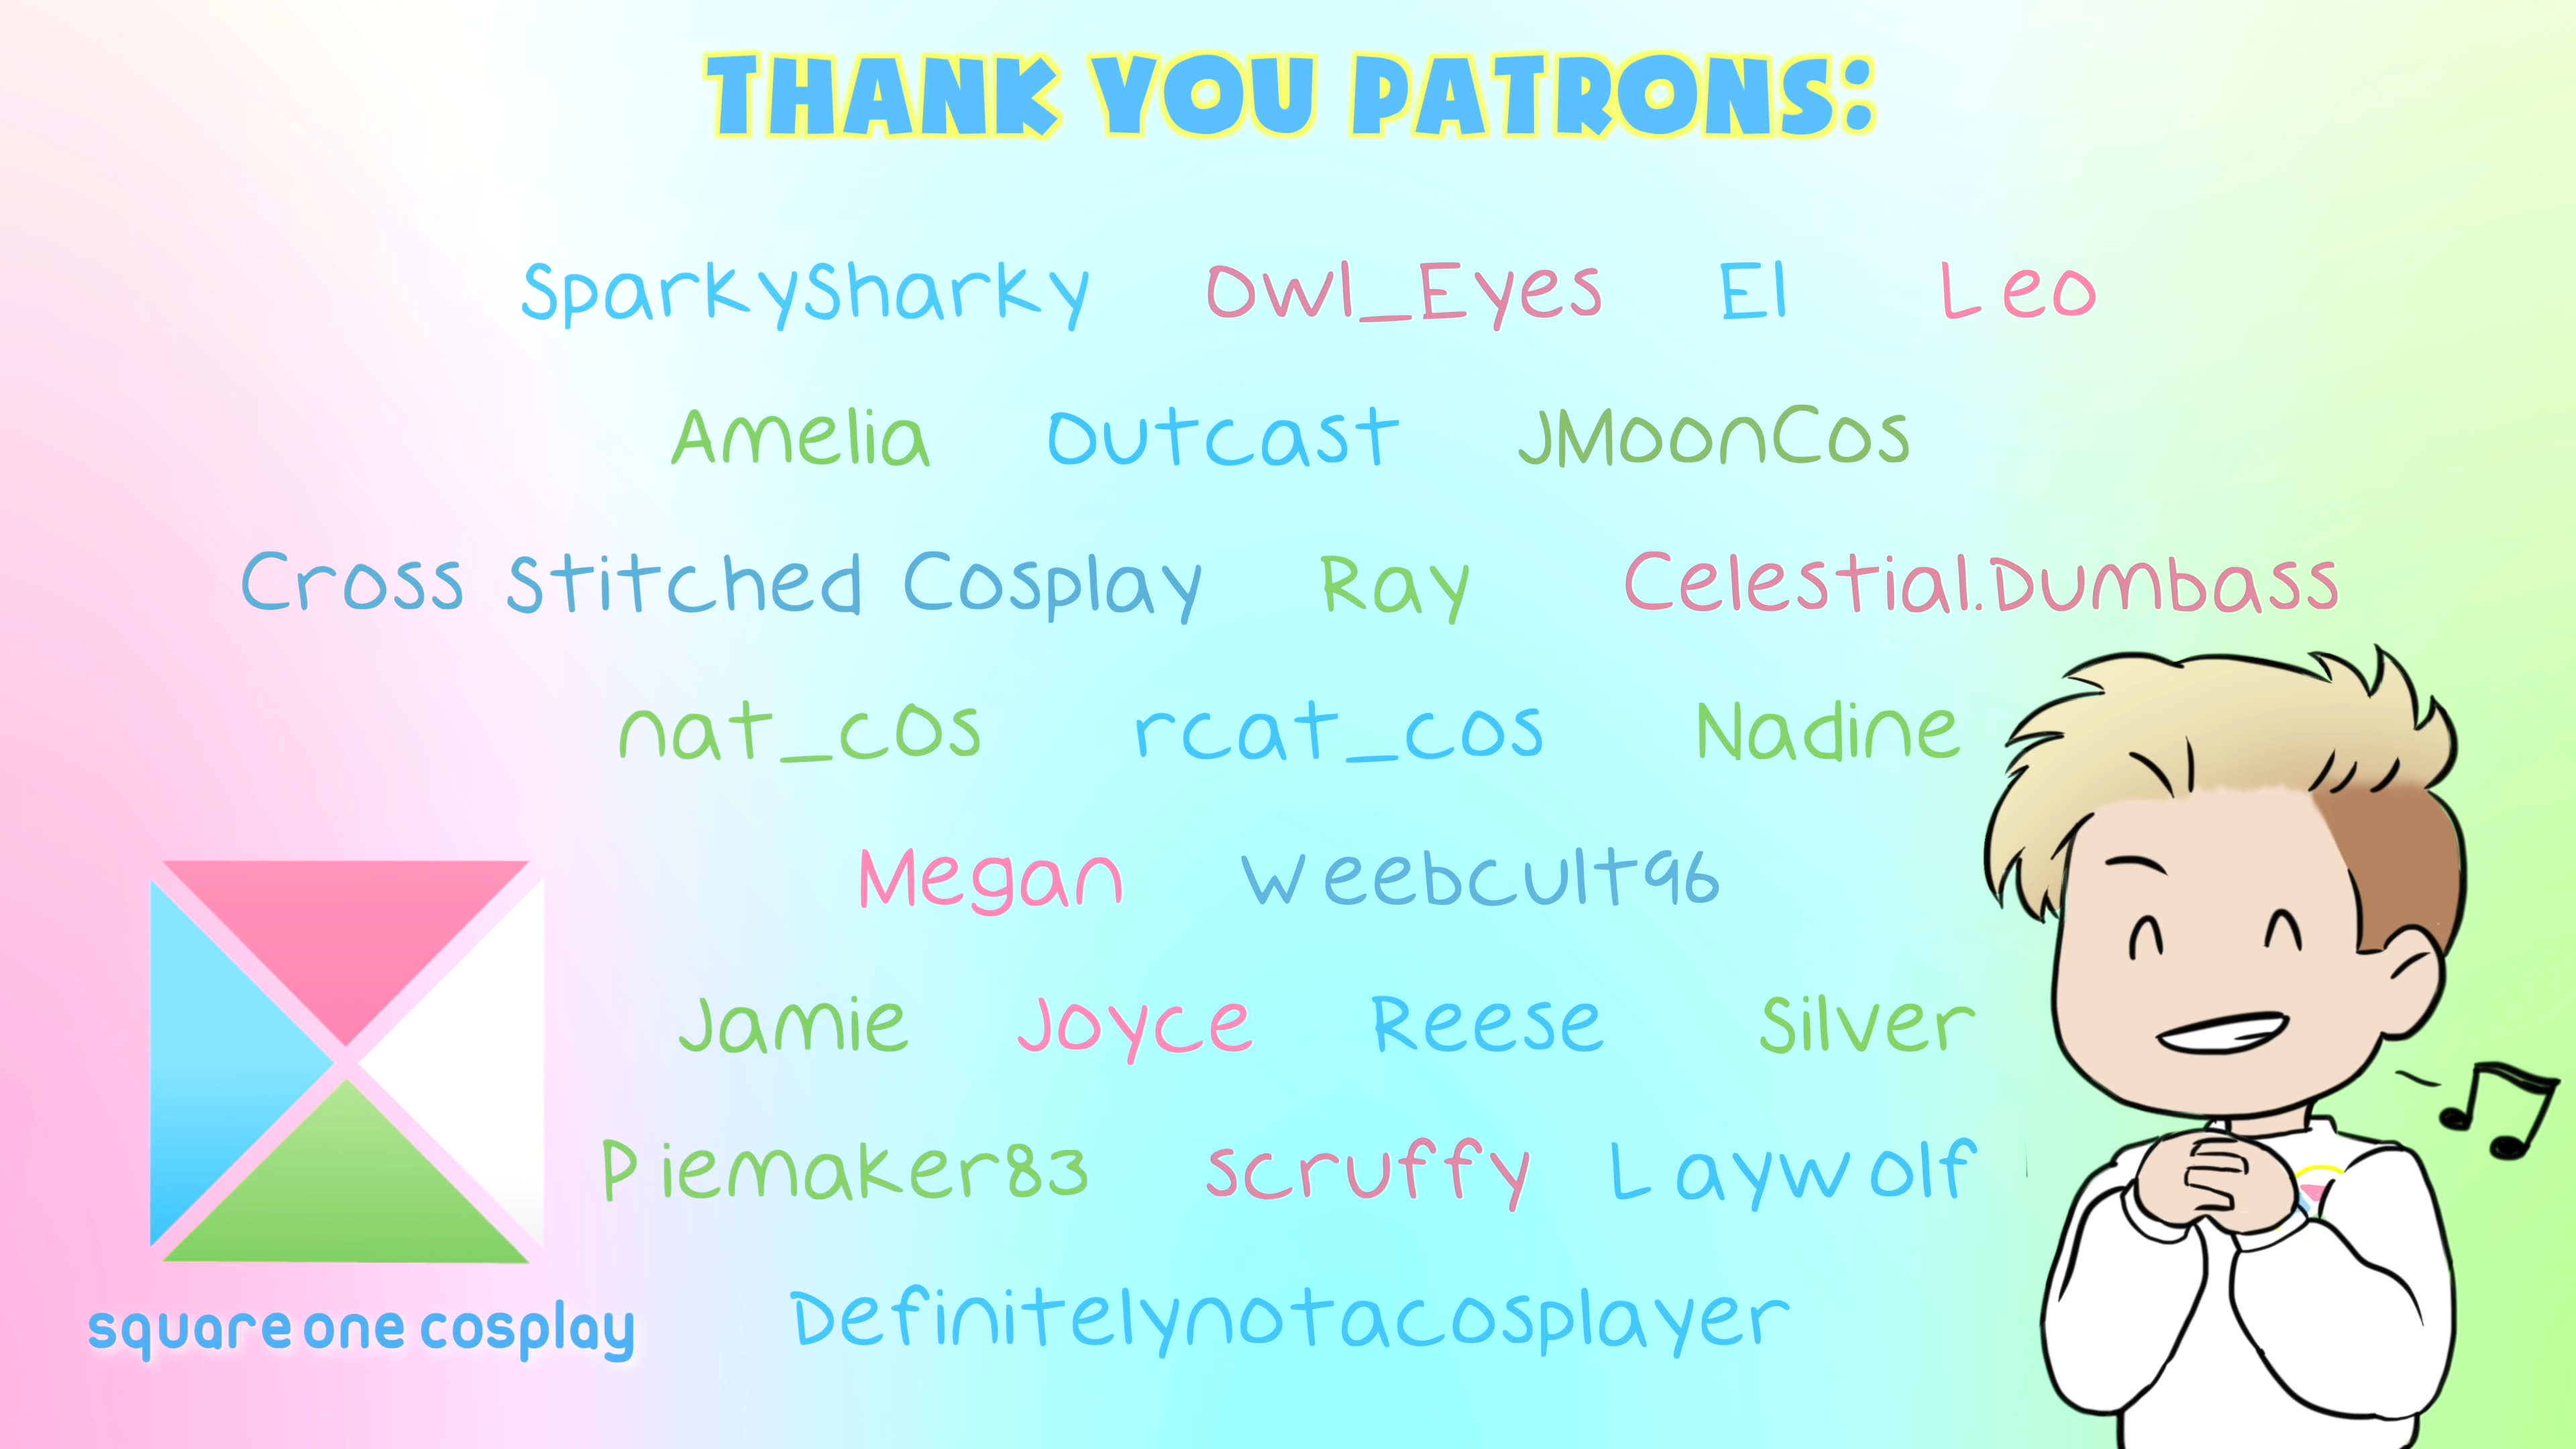 THANK YOU PATRONS:
SparkySharky Owl_Eyes El Leo
Amelia Outcast JMoonCos
Cross Stitched Cosplay Ray Celestial.Dumbass
nat_cos rcat_cos Nadine
Megan Weebcult96
Jamie Joyce Reese Silver
Piemaker83 scruffy Laywolf
Definitelynotacosplayer
square one cosplay